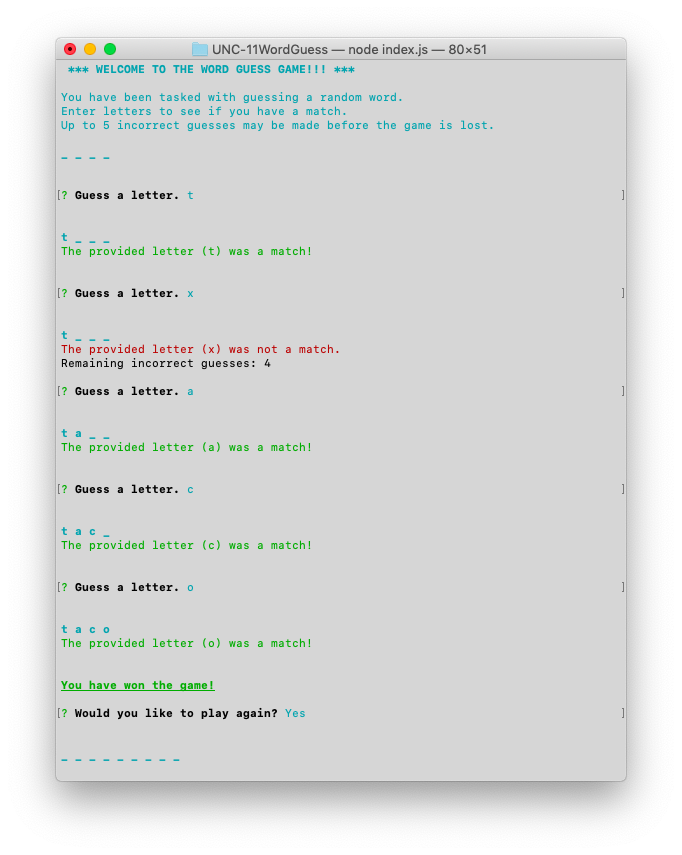 UNC-11WordGuess — node index.js — 80×51
*** WELCOME TO THE WORD GUESS GAME!!! ***
You have been tasked with guessing a random word.
Enter letters to see if you have a match.
Up to 5 incorrect guesses may be made before the game is lost.
_ _ _ _
[? Guess a letter. t ]
t _ _ _
The provided letter (t) was a match!
[? Guess a letter. x ]
t _ _ _
The provided letter (x) was not a match.
Remaining incorrect guesses: 4
[? Guess a letter. a ]
t a _ _
The provided letter (a) was a match!
[? Guess a letter. c ]
t a c _
The provided letter (c) was a match!
[? Guess a letter. o ]
t a c o
The provided letter (o) was a match!
You have won the game!
[? Would you like to play again? Yes ]
_ _ _ _ _ _ _ _ _